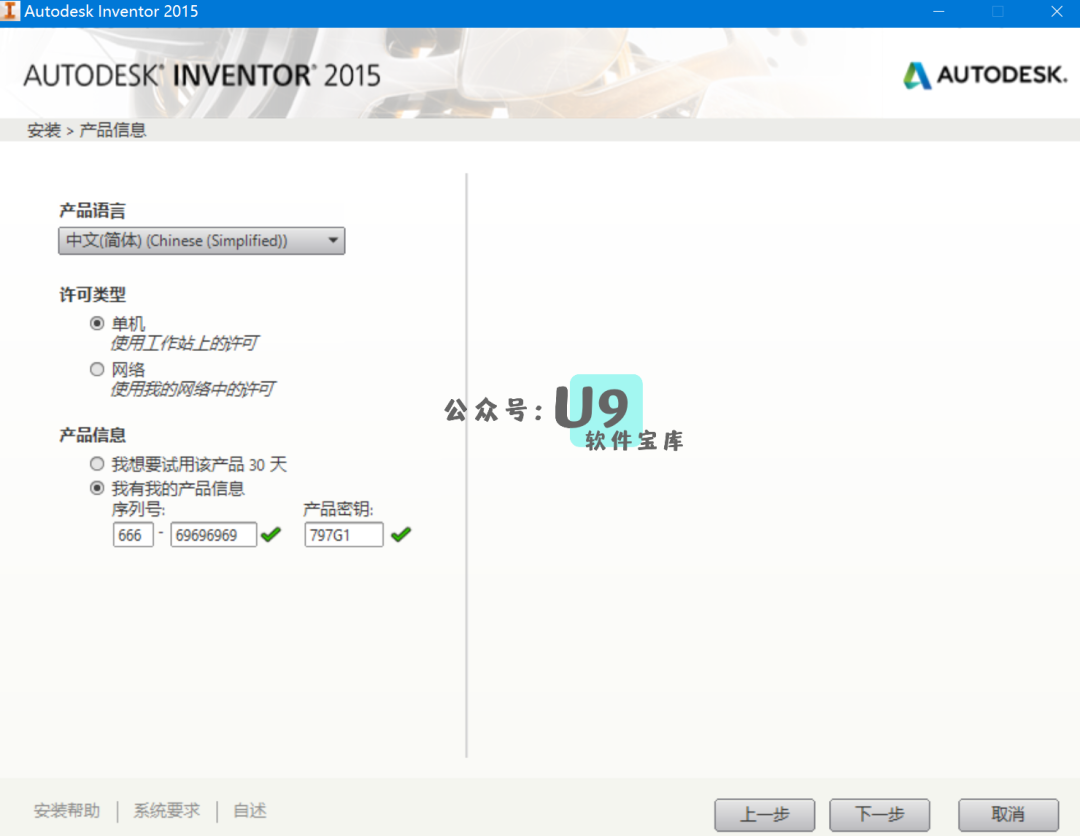 Autodesk Inventor 2015
AUTODESK® INVENTOR® 2015
AUTODESK.
安装 > 产品信息
产品语言
中文(简体) (Chinese (Simplified))
许可类型
单机
使用工作站上的许可
网络
使用我的网络中的许可
产品信息
我想要试用该产品 30 天
我有我的产品信息
序列号: 产品密钥:
666 - 69696969 797G1
公众号: U9
软件宝库
安装帮助 | 系统要求 | 自述
上一步 下一步 取消